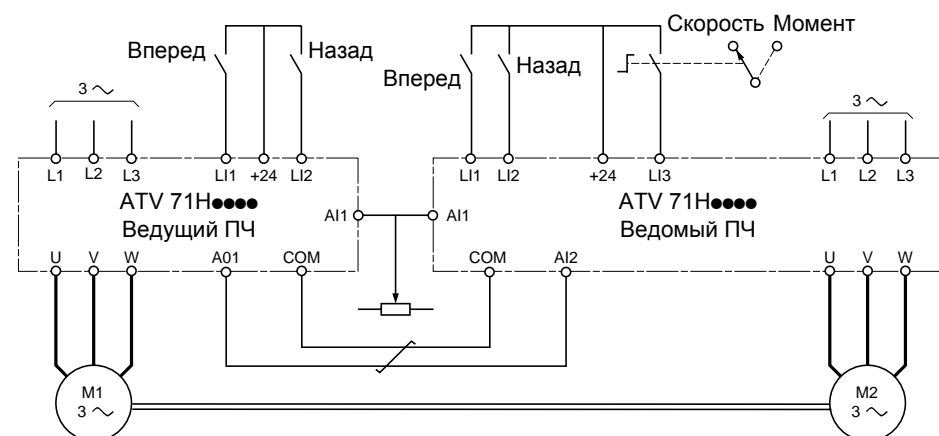 Скорость Момент
Вперед
Назад
Вперед
Назад
3 ~
3 ~
L1 L2 L3 LI1 +24 LI2
LI1 LI2 +24 LI3 L1 L2 L3
ATV 71H●●●●
Ведущий ПЧ
AI1
AI1
ATV 71H●●●●
Ведомый ПЧ
U V W A01 COM
COM AI2 U V W
M1
3 ~
M2
3 ~